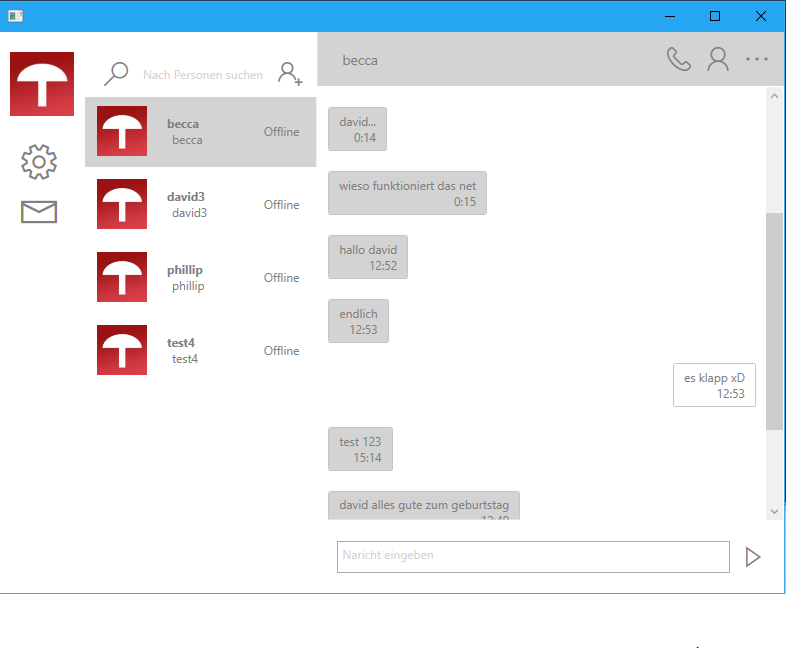 Nach Personen suchen
becca
becca
Offline
david3
david3
Offline
phillip
phillip
Offline
test4
test4
Offline
becca
david...
0:14
wieso funktioniert das net
0:15
hallo david
12:52
endlich
12:53
es klapp xD
12:53
test 123
15:14
david alles gute zum geburtstag
Naricht eingeben